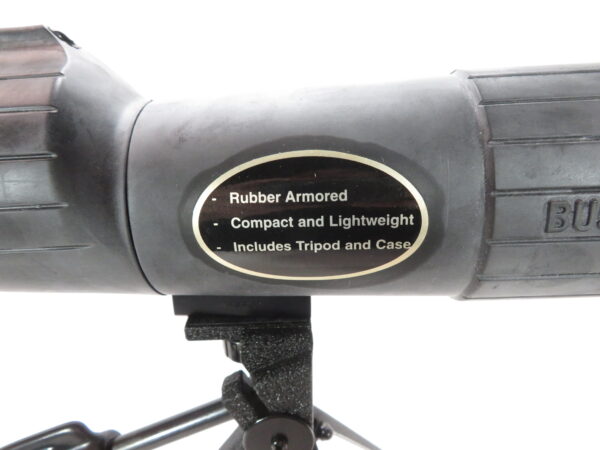 - Rubber Armored
- Compact and Lightweight
- Includes Tripod and Case